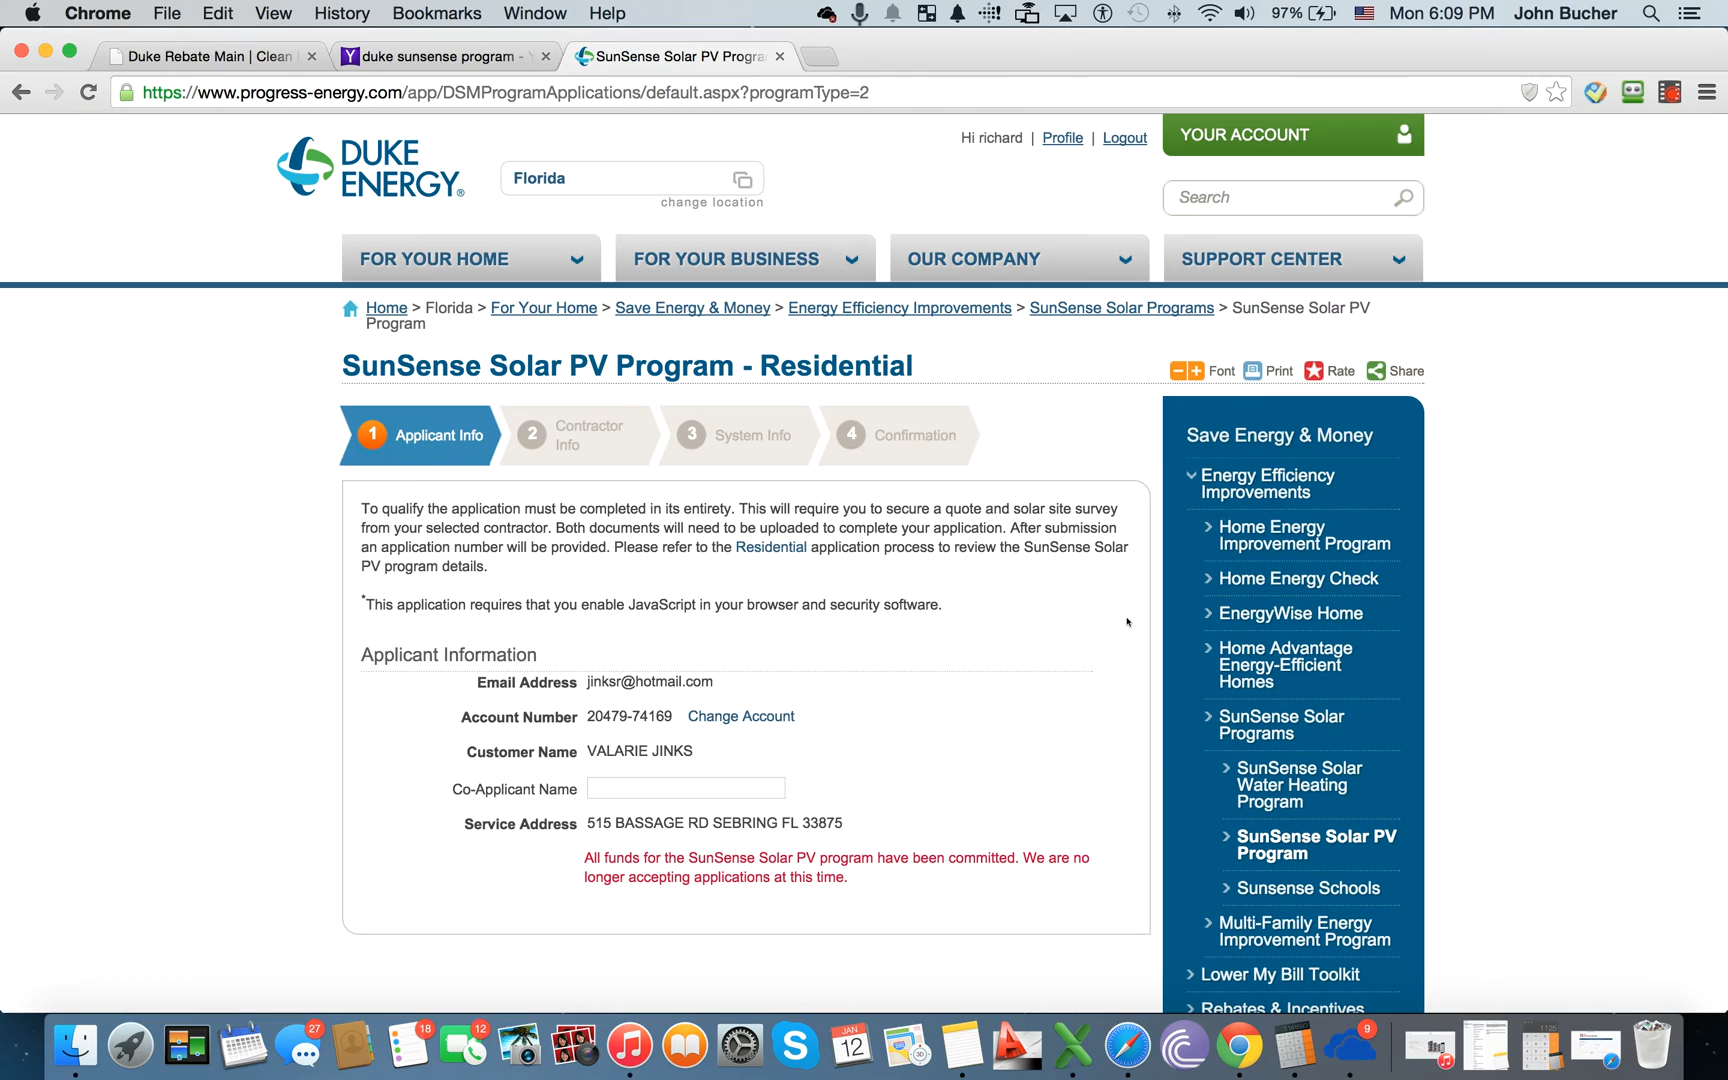 Chrome File Edit View History Bookmarks Window Help 97% Mon 6:09 PM John Bucher
Duke Rebate Main | Clean
duke sunsense program -
SunSense Solar PV Progra
https://www.progress-energy.com/app/DSMProgramApplications/default.aspx?programType=2
DUKE ENERGY®
Florida
change location
Hi richard | Profile | Logout
YOUR ACCOUNT
Search
FOR YOUR HOME
FOR YOUR BUSINESS
OUR COMPANY
SUPPORT CENTER
Home > Florida > For Your Home > Save Energy & Money > Energy Efficiency Improvements > SunSense Solar Programs > SunSense Solar PV
Program
SunSense Solar PV Program - Residential
Font Print Rate Share
1 Applicant Info
2 Contractor Info
3 System Info
4 Confirmation
To qualify the application must be completed in its entirety. This will require you to secure a quote and solar site survey
from your selected contractor. Both documents will need to be uploaded to complete your application. After submission
an application number will be provided. Please refer to the Residential application process to review the SunSense Solar
PV program details.
*This application requires that you enable JavaScript in your browser and security software.
Applicant Information
Email Address jinksr@hotmail.com
Account Number 20479-74169 Change Account
Customer Name VALARIE JINKS
Co-Applicant Name
Service Address 515 BASSAGE RD SEBRING FL 33875
All funds for the SunSense Solar PV program have been committed. We are no
longer accepting applications at this time.
Save Energy & Money
Energy Efficiency
Improvements
Home Energy
Improvement Program
Home Energy Check
EnergyWise Home
Home Advantage
Energy-Efficient
Homes
SunSense Solar
Programs
SunSense Solar
Water Heating
Program
SunSense Solar PV
Program
Sunsense Schools
Multi-Family Energy
Improvement Program
Lower My Bill Toolkit
Rebates & Incentives
27
18
12
JAN
12
3D
9